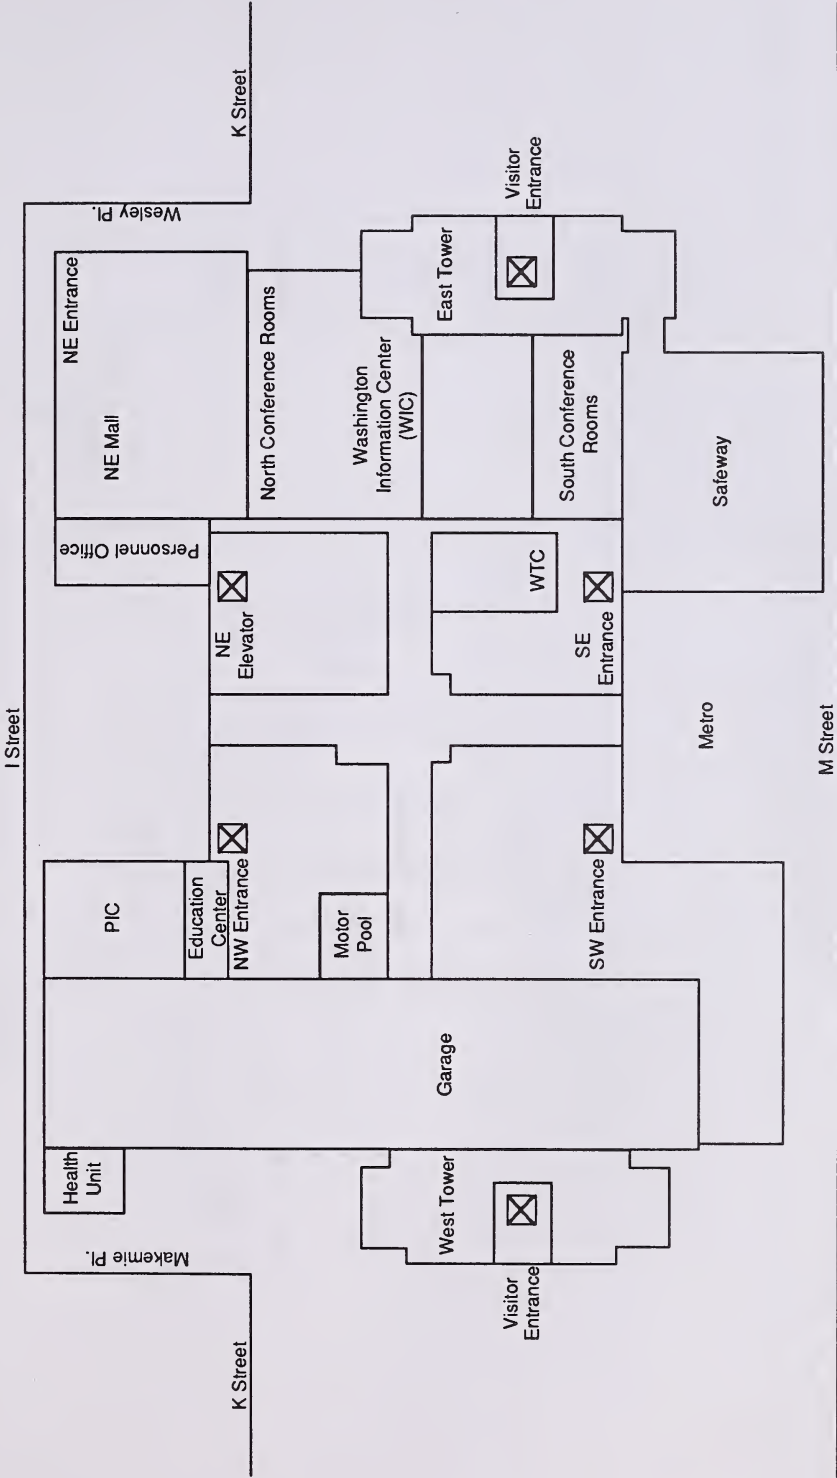 I Street
K Street
Makemie Pl.
Wesley Pl.
K Street
Health
Unit
PIC
Education
Center
NW Entrance
Personnel Office
NE Mall
NE Entrance
NE
Elevator
North Conference Rooms
Motor
Pool
Washington
Information Center
(WIC)
West Tower
Garage
East Tower
Visitor
Entrance
WTC
Visitor
Entrance
SW Entrance
SE
Entrance
South Conference
Rooms
Metro
Safeway
M Street